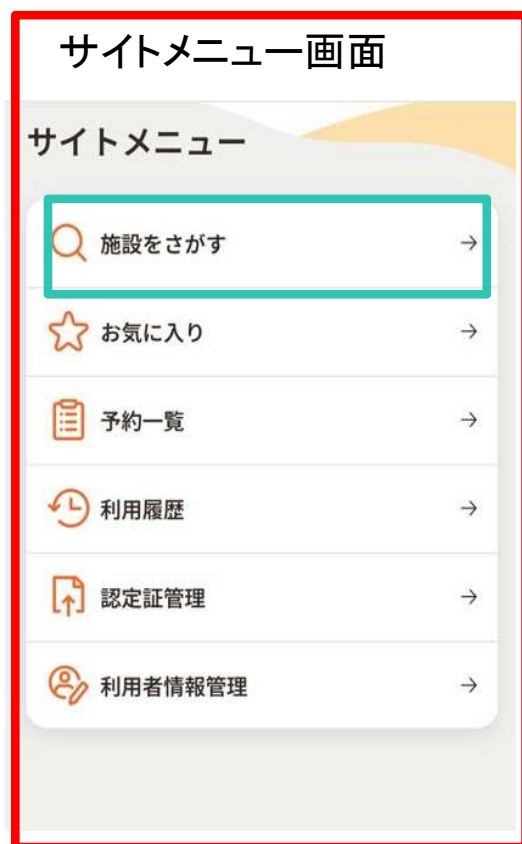 サイトメニュー画面
サイトメニュー
施設をさがす →
お気に入り →
予約一覧 →
利用履歴 →
認定証管理 →
利用者情報管理 →